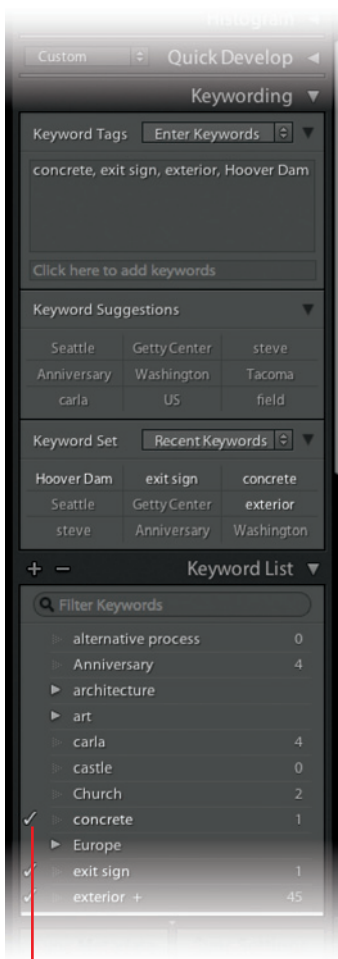 Histogram
Custom Quick Develop
Keywording
Keyword Tags Enter Keywords
concrete, exit sign, exterior, Hoover Dam
Click here to add keywords
Keyword Suggestions
Seattle Getty Center steve
Anniversary Washington Tacoma
carla US field
Keyword Set Recent Keywords
Hoover Dam exit sign concrete
Seattle Getty Center exterior
steve Anniversary Washington
+ − Keyword List
Filter Keywords
alternative process 0
Anniversary 4
architecture
art
carla 4
castle 0
Church 2
✓ concrete 1
Europe
✓ exit sign 1
✓ exterior + 45